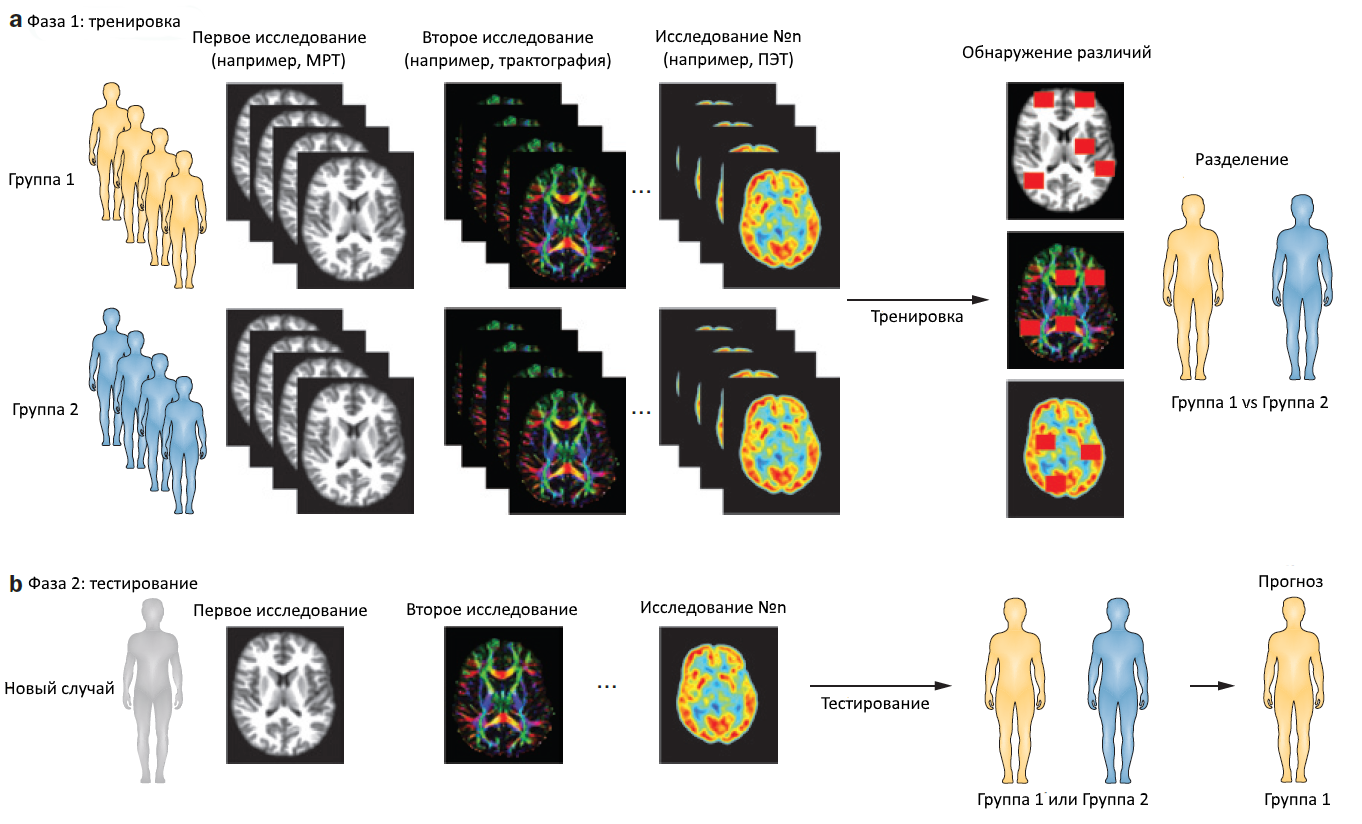 a Фаза 1: тренировка
Первое исследование
(например, МРТ)
Второе исследование
(например, трактография)
Исследование №n
(например, ПЭТ)
Обнаружение различий
Группа 1
...
Разделение
Тренировка
Группа 2
...
Группа 1 vs Группа 2
b Фаза 2: тестирование
Первое исследование
Второе исследование
Исследование №n
Прогноз
Новый случай
...
Тестирование
Группа 1 или Группа 2
Группа 1